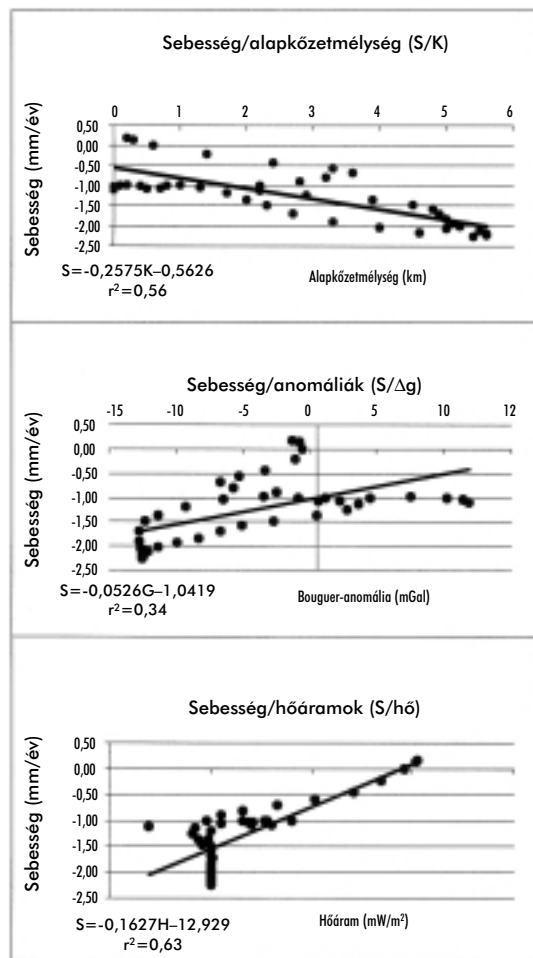 Sebesség/alapkőzetmélység (S/K)
0 1 2 3 4 5 6
0,50
0,00
-0,50
-1,00
-1,50
-2,00
-2,50
Sebesség (mm/év)
S=-0,2575K–0,5626
r²=0,56
Alapkőzetmélység (km)
Sebesség/anomáliák (S/Δg)
-15 -10 -5 0 5 10 12
0,50
0,00
-0,50
-1,00
-1,50
-2,00
-2,50
Sebesség (mm/év)
S=-0,0526G–1,0419
r²=0,34
Bouguer-anomália (mGal)
Sebesség/hőáramok (S/hő)
0,50
0,00
-0,50
-1,00
-1,50
-2,00
-2,50
Sebesség (mm/év)
S=-0,1627H–12,929
r²=0,63
Hőáram (mW/m²)